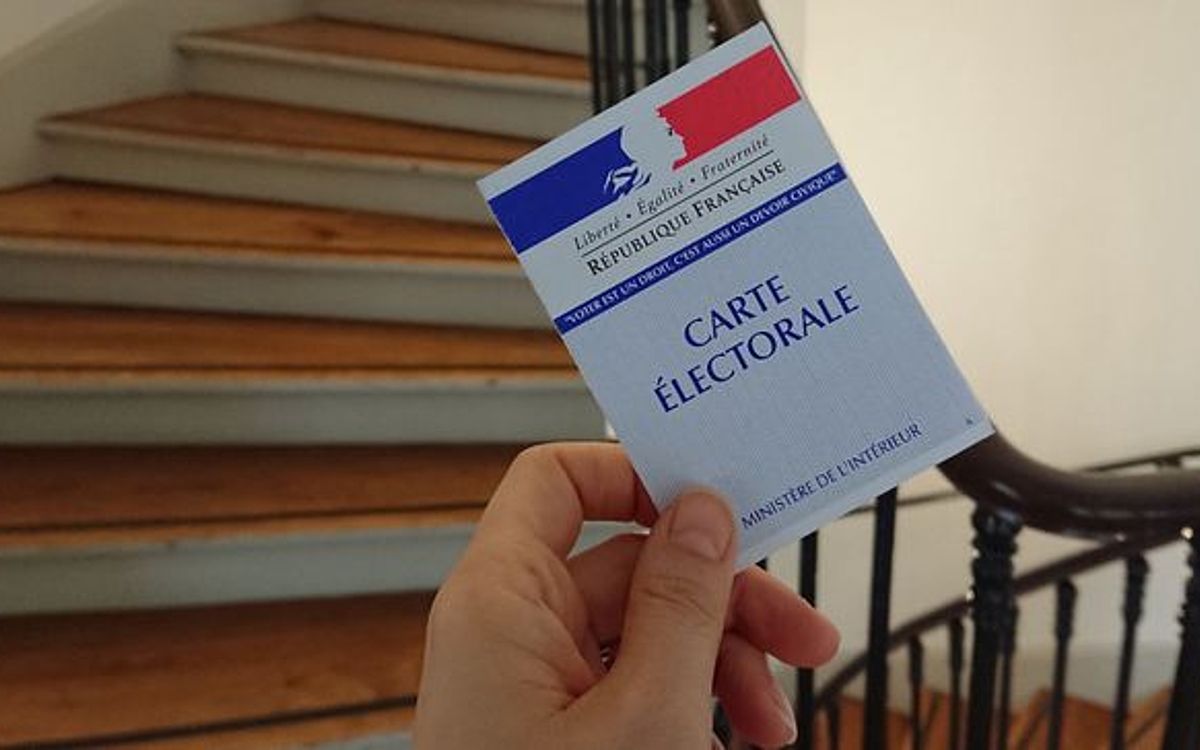 Liberté • Égalité • Fraternité
RÉPUBLIQUE FRANÇAISE
"VOTER EST UN DROIT, C'EST AUSSI UN DEVOIR CIVIQUE"
CARTE
ÉLECTORALE
MINISTÈRE DE L'INTÉRIEUR